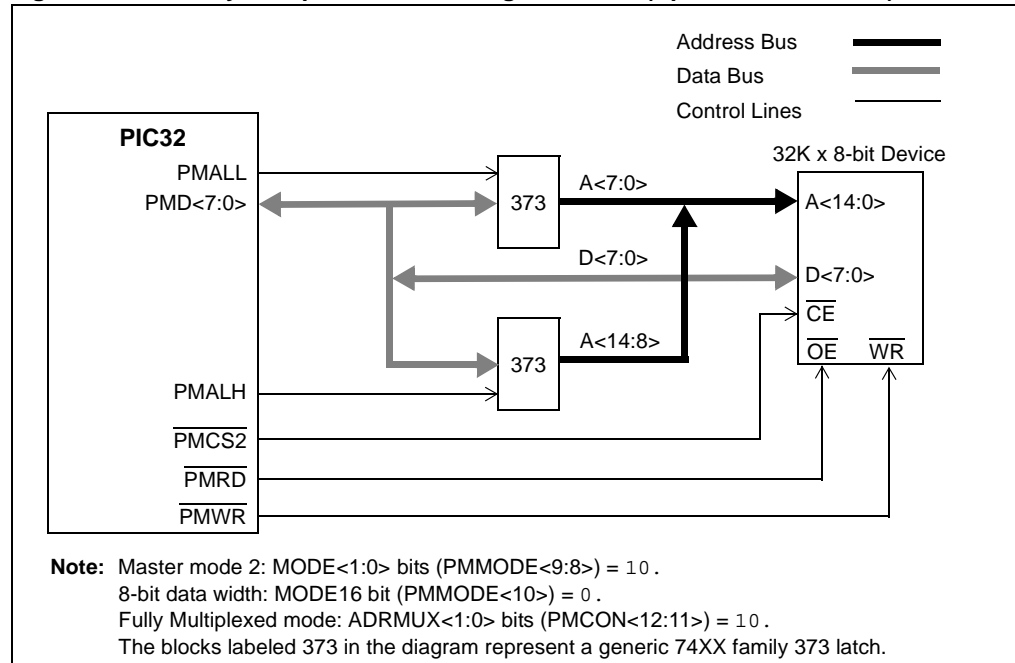 Address Bus
Data Bus
Control Lines
PIC32
32K x 8-bit Device
PMALL
373
A<7:0>
PMD<7:0>
A<14:0>
D<7:0>
D<7:0>
CE
A<14:8>
373
OE WR
PMALH
PMCS2
PMRD
PMWR
Note: Master mode 2: MODE<1:0> bits (PMMODE<9:8>) = 10.
8-bit data width: MODE16 bit (PMMODE<10>) = 0.
Fully Multiplexed mode: ADRMUX<1:0> bits (PMCON<12:11>) = 10.
The blocks labeled 373 in the diagram represent a generic 74XX family 373 latch.